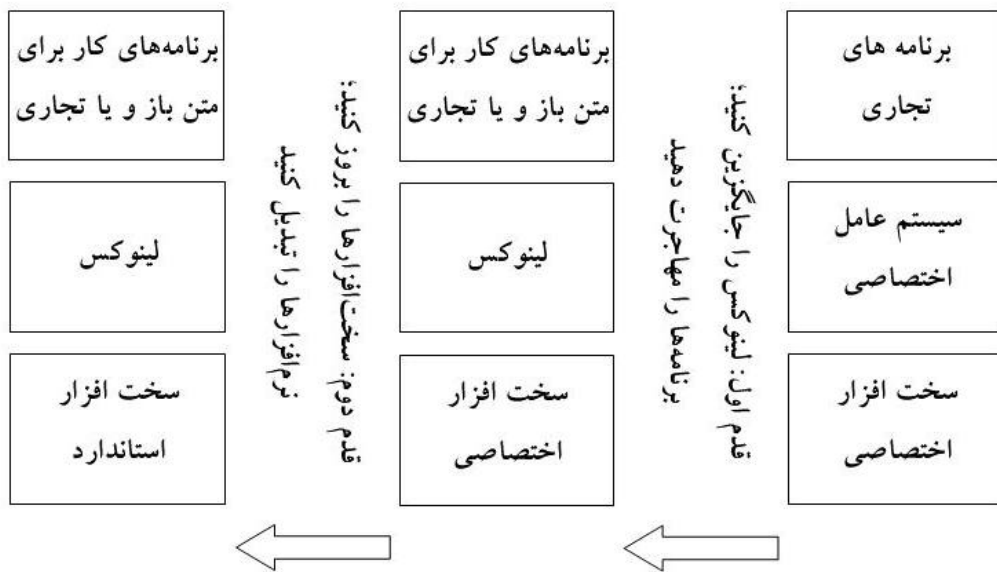 برنامه های
تجاری
سیستم عامل
اختصاصی
سخت افزار
اختصاصی
قدم اول: لینوکس را جایگزین کنید؛
برنامه‌ها را مهاجرت دهید
برنامه‌های کار برای
متن باز و یا تجاری
لینوکس
سخت افزار
اختصاصی
قدم دوم: سخت‌افزارها را بروز کنید؛
نرم‌افزارها را تبدیل کنید
برنامه‌های کار برای
متن باز و یا تجاری
لینوکس
سخت افزار
استاندارد